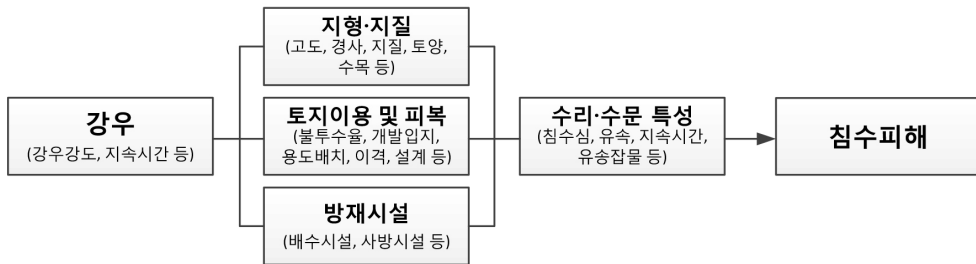 강우
(강우강도, 지속시간 등)
지형·지질
(고도, 경사, 지질, 토양,
수목 등)
토지이용 및 피복
(불투수율, 개발입지,
용도배치, 이격, 설계 등)
방재시설
(배수시설, 사방시설 등)
수리·수문 특성
(침수심, 유속, 지속시간,
유송잡물 등)
침수피해